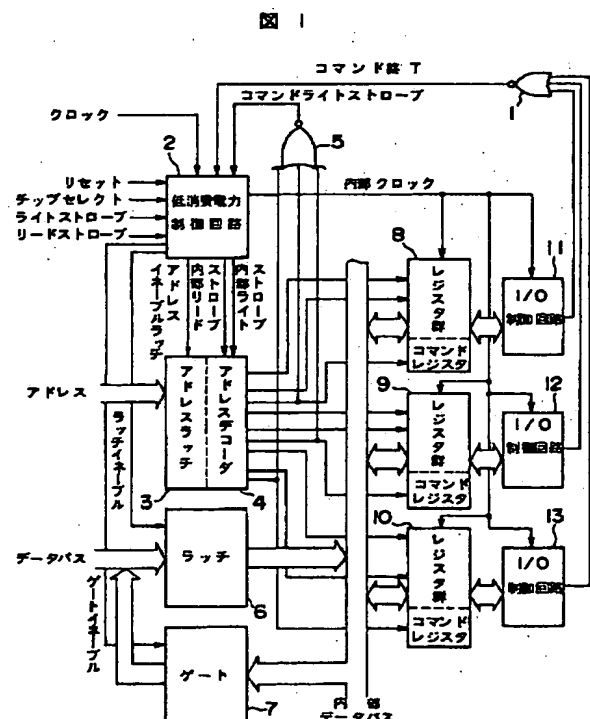 図 1
コマンド終了
コマンドライトストローブ
1
クロック
2
5
リセット
チップセレクト
ライトストローブ
リードストローブ
低消費電力
制御回路
内部クロック
アドレス
イネーブルラッチ
ストローブ
内部リード
ストローブ
内部ライト
8
レジスタ群
コマンド
レジスタ
11
I/O
制御回路
アドレス
アドレスラッチ
アドレスデコーダ
3
4
ラッチイネーブル
9
レジスタ群
コマンド
レジスタ
12
I/O
制御回路
データバス
ラッチ
6
10
レジスタ群
コマンド
レジスタ
13
I/O
制御回路
ゲートイネーブル
ゲート
7
内部
データバス